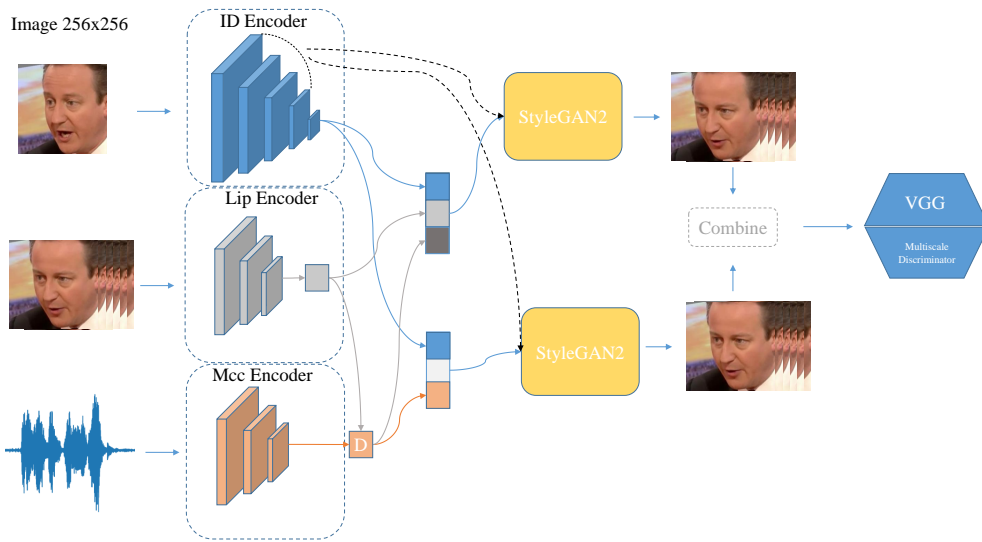 Image 256x256
ID Encoder
StyleGAN2
Lip Encoder
VGG
Combine
Multiscale
Discriminator
StyleGAN2
Mcc Encoder
D